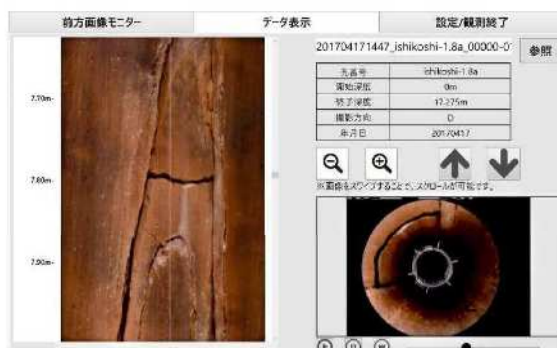 前方画像モニター
データ表示
設定/観測終了
201704171447_ishikoshi-1.8a_00000-0
参照
孔番号 ishikoshi-1.8a
開始深度 0m
終了深度 17.275m
撮影方向 D
年月日 20170417
※画像をスワイプすることで、スクロールが可能です。
7.70m-
7.80m-
7.90m-